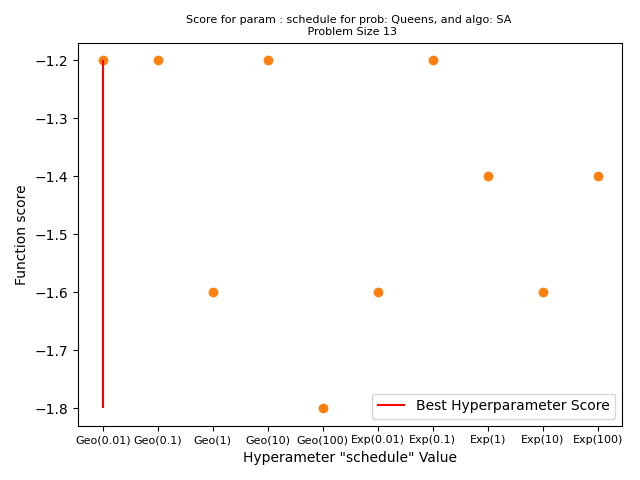 Score for param : schedule for prob: Queens, and algo: SA
Problem Size 13
Function score
−1.2
−1.3
−1.4
−1.5
−1.6
−1.7
−1.8
Best Hyperparameter Score
Geo(0.01) Geo(0.1) Geo(1) Geo(10) Geo(100) Exp(0.01) Exp(0.1) Exp(1) Exp(10) Exp(100)
Hyperameter "schedule" Value